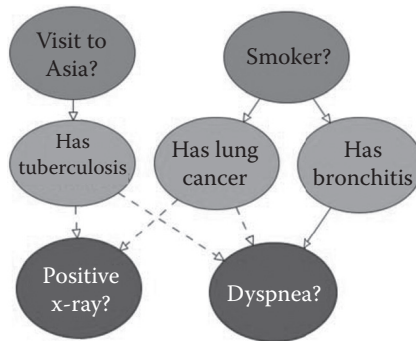 Visit to
Asia?
Smoker?
Has
tuberculosis
Has lung
cancer
Has
bronchitis
Positive
x-ray?
Dyspnea?